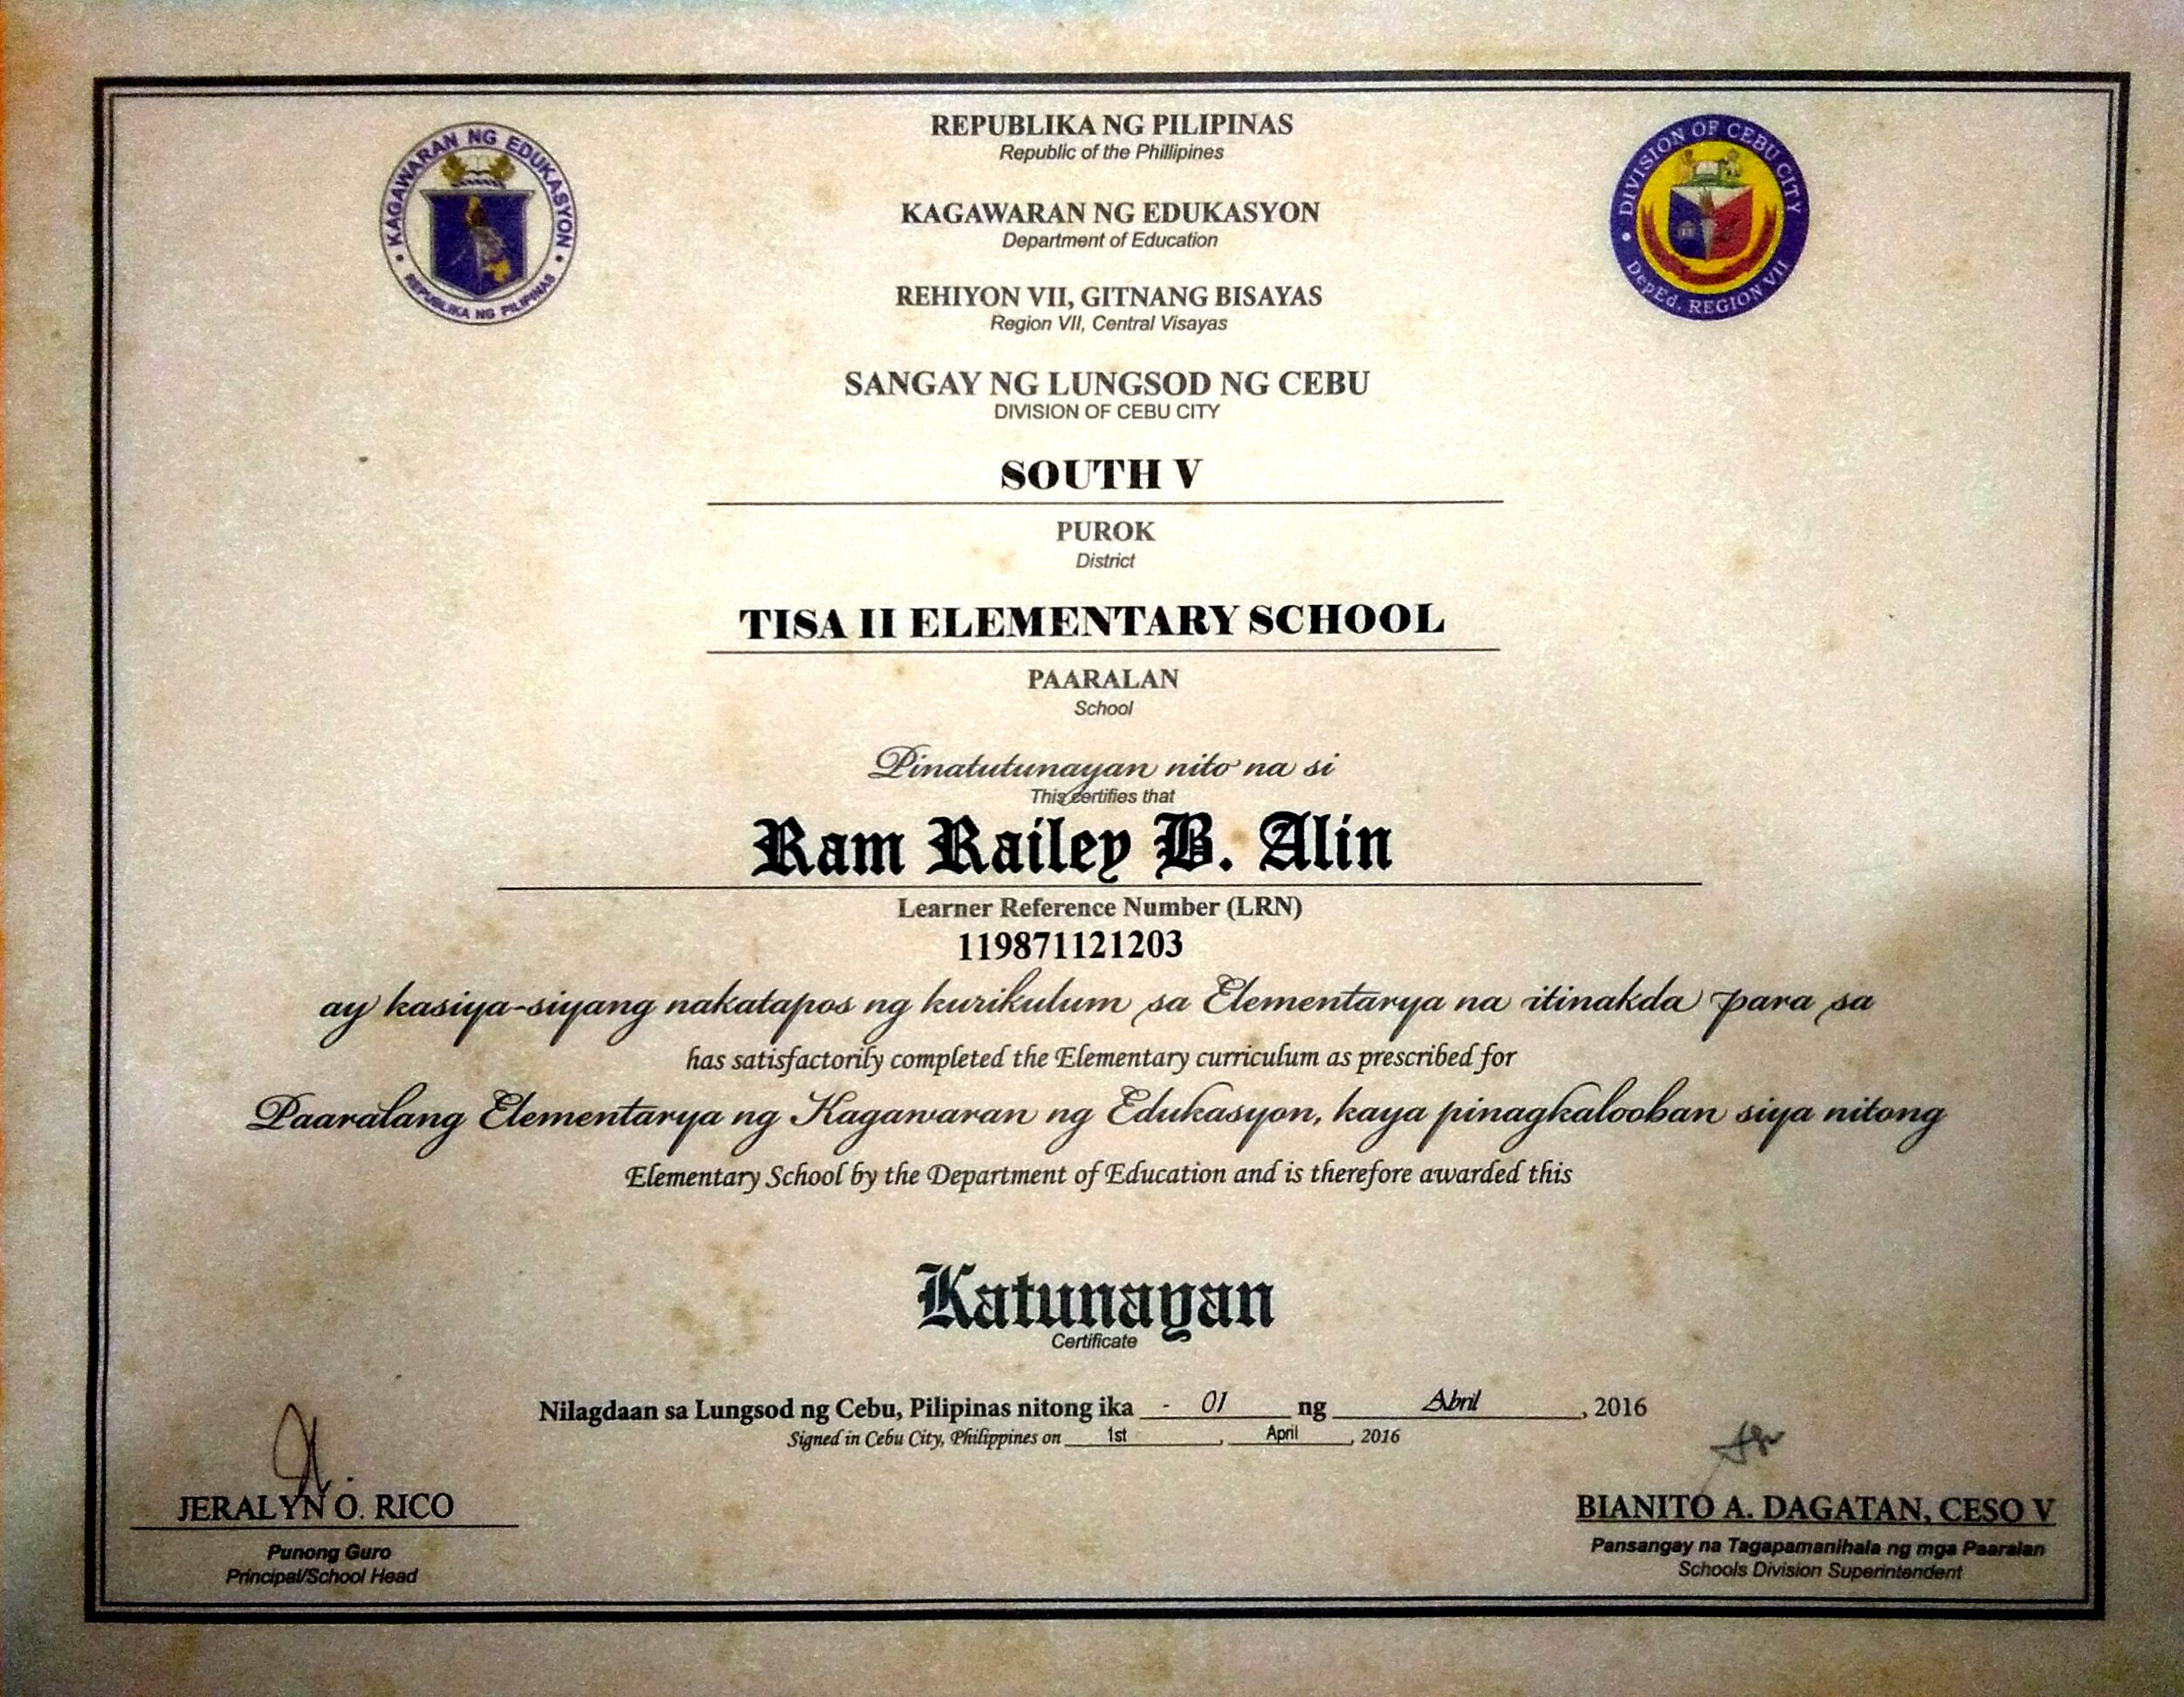 REPUBLIKA NG PILIPINAS
Republic of the Phillipines
KAGAWARAN NG EDUKASYON
REPUBLIKA NG PILIPINAS
DIVISION OF CEBU CITY
DepEd, REGION VII
KAGAWARAN NG EDUKASYON
Department of Education
REHIYON VII, GITNANG BISAYAS
Region VII, Central Visayas
SANGAY NG LUNGSOD NG CEBU
DIVISION OF CEBU CITY
SOUTH V
PUROK
District
TISA II ELEMENTARY SCHOOL
PAARALAN
School
Pinatutunayan nito na si
This certifies that
Ram Railey B. Alin
Learner Reference Number (LRN)
119871121203
ay kasiya-siyang nakatapos ng kurikulum sa Elementarya na itinakda para sa
has satisfactorily completed the Elementary curriculum as prescribed for
Paaralang Elementarya ng Kagawaran ng Edukasyon, kaya pinagkalooban siya nitong
Elementary School by the Department of Education and is therefore awarded this
Katunayan
Certificate
Nilagdaan sa Lungsod ng Cebu, Pilipinas nitong ika - 01 ng Abril, 2016
Signed in Cebu City, Philippines on 1st, April, 2016
JERALYN O. RICO
Punong Guro
Principal/School Head
BIANITO A. DAGATAN, CESO V
Pansangay na Tagapamanihala ng mga Paaralan
Schools Division Superintendent